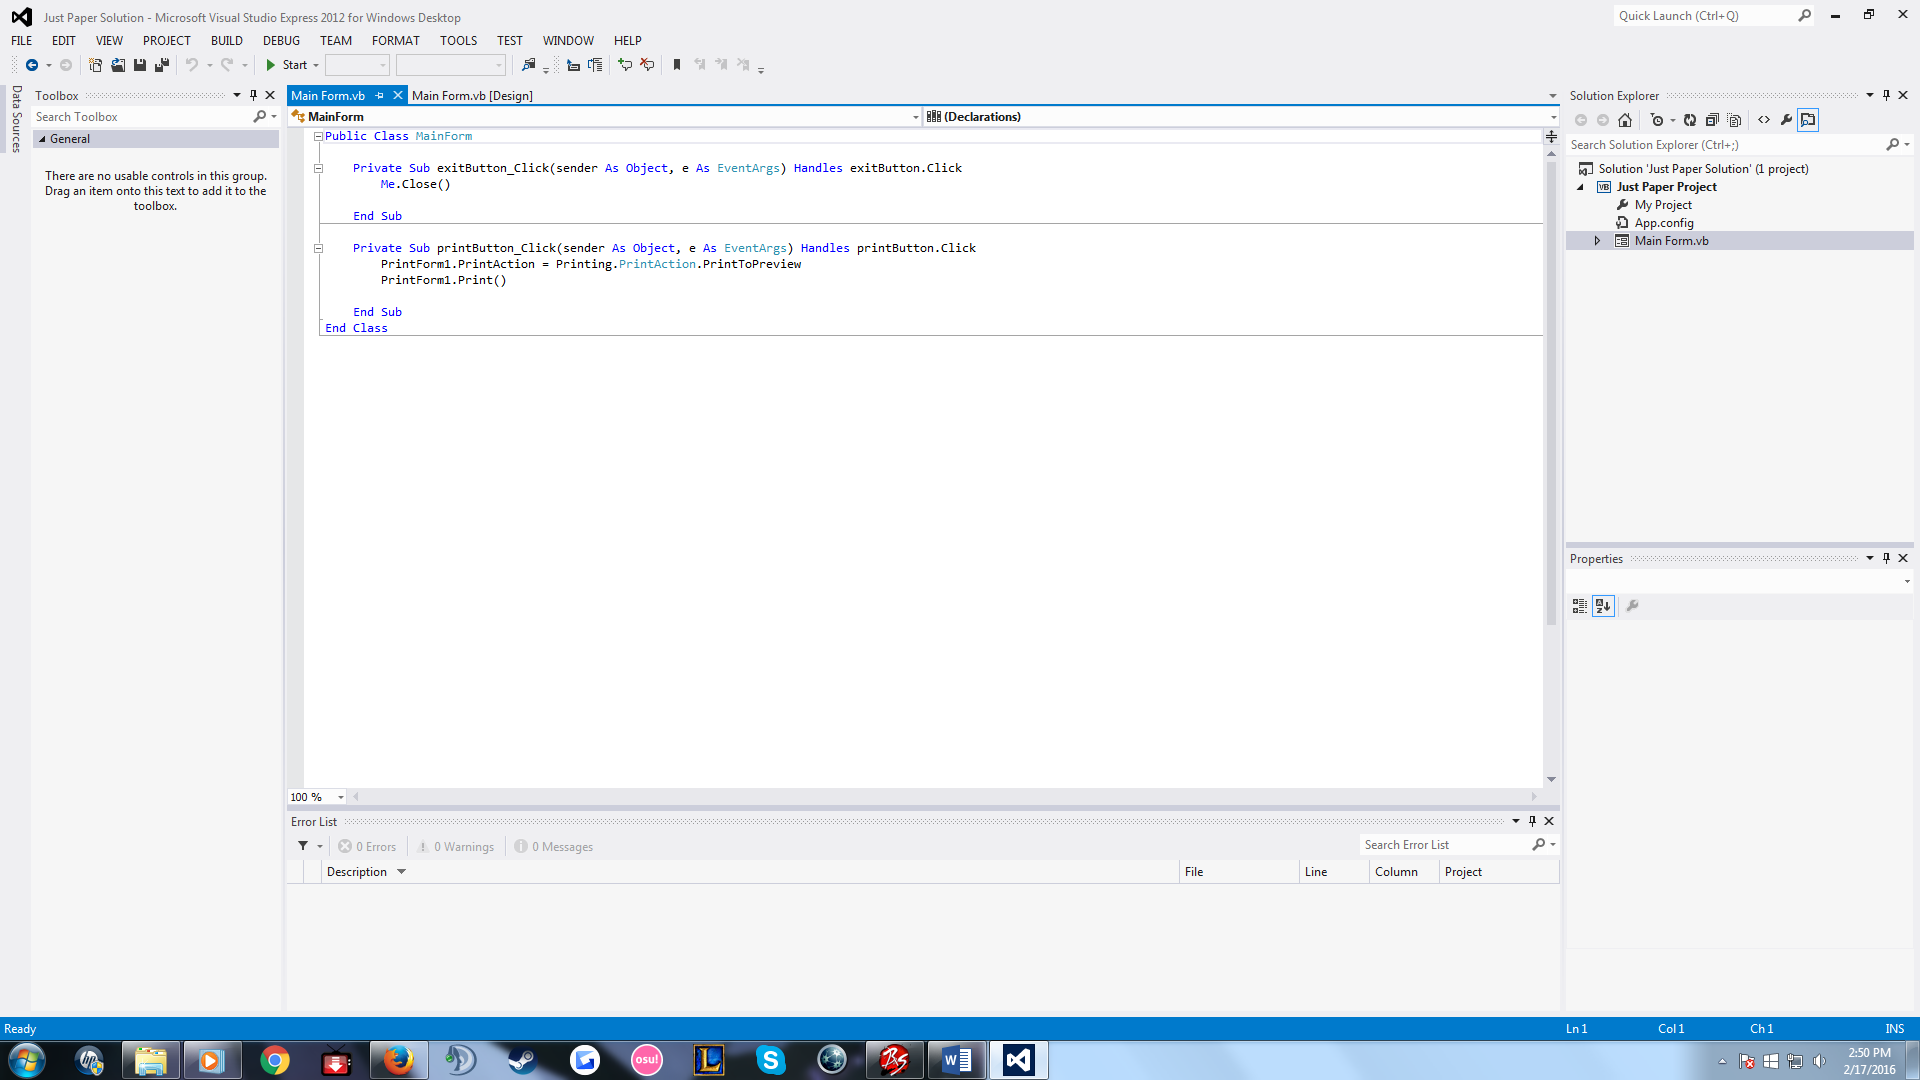 Just Paper Solution - Microsoft Visual Studio Express 2012 for Windows Desktop
Quick Launch (Ctrl+Q)
FILE EDIT VIEW PROJECT BUILD DEBUG TEAM FORMAT TOOLS TEST WINDOW HELP
Start
Data Sources
Toolbox
Search Toolbox
General
There are no usable controls in this group.
Drag an item onto this text to add it to the
toolbox.
Main Form.vb
Main Form.vb [Design]
MainForm
(Declarations)
Public Class MainForm
Private Sub exitButton_Click(sender As Object, e As EventArgs) Handles exitButton.Click
Me.Close()
End Sub
Private Sub printButton_Click(sender As Object, e As EventArgs) Handles printButton.Click
PrintForm1.PrintAction = Printing.PrintAction.PrintToPreview
PrintForm1.Print()
End Sub
End Class
100 %
Error List
0 Errors
0 Warnings
0 Messages
Search Error List
Description File Line Column Project
Solution Explorer
Search Solution Explorer (Ctrl+;)
Solution 'Just Paper Solution' (1 project)
VB Just Paper Project
My Project
App.config
Main Form.vb
Properties
Ready
Ln 1 Col 1 Ch 1 INS
hp
osu!
L
S
BS
W
2:50 PM
2/17/2016